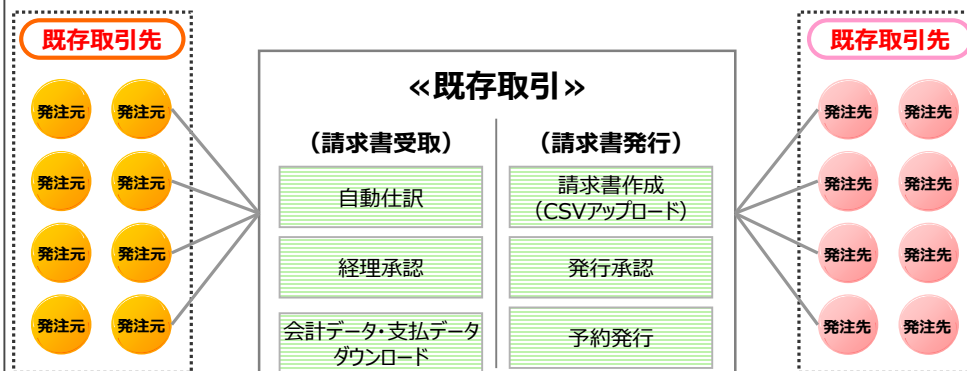 既存取引先
発注元 発注元
発注元 発注元
発注元 発注元
発注元 発注元
≪既存取引≫
（請求書受取）
自動仕訳
経理承認
会計データ・支払データ
ダウンロード
（請求書発行）
請求書作成
（CSVアップロード）
発行承認
予約発行
既存取引先
発注先 発注先
発注先 発注先
発注先 発注先
発注先 発注先